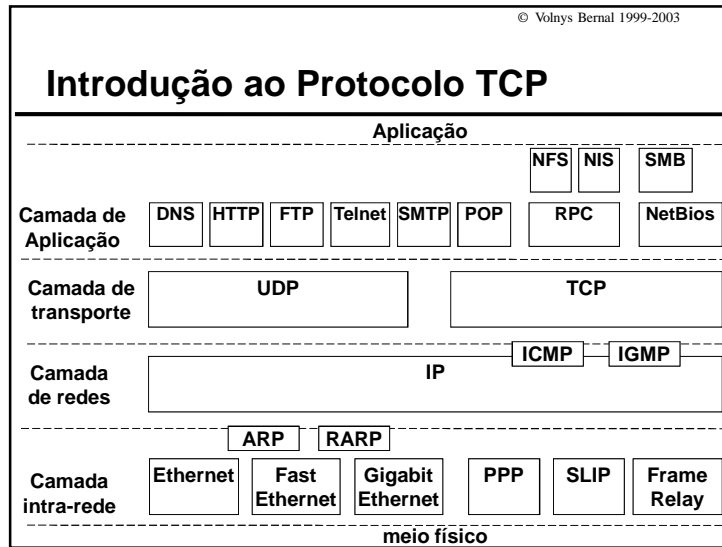 © Volnys Bernal 1999-2003
Introdução ao Protocolo TCP
Aplicação
NFS NIS SMB
Camada de Aplicação
DNS HTTP FTP Telnet SMTP POP RPC NetBios
Camada de transporte
UDP TCP
ICMP IGMP
Camada de redes
IP
ARP RARP
Camada intra-rede
Ethernet Fast Ethernet Gigabit Ethernet PPP SLIP Frame Relay
meio físico